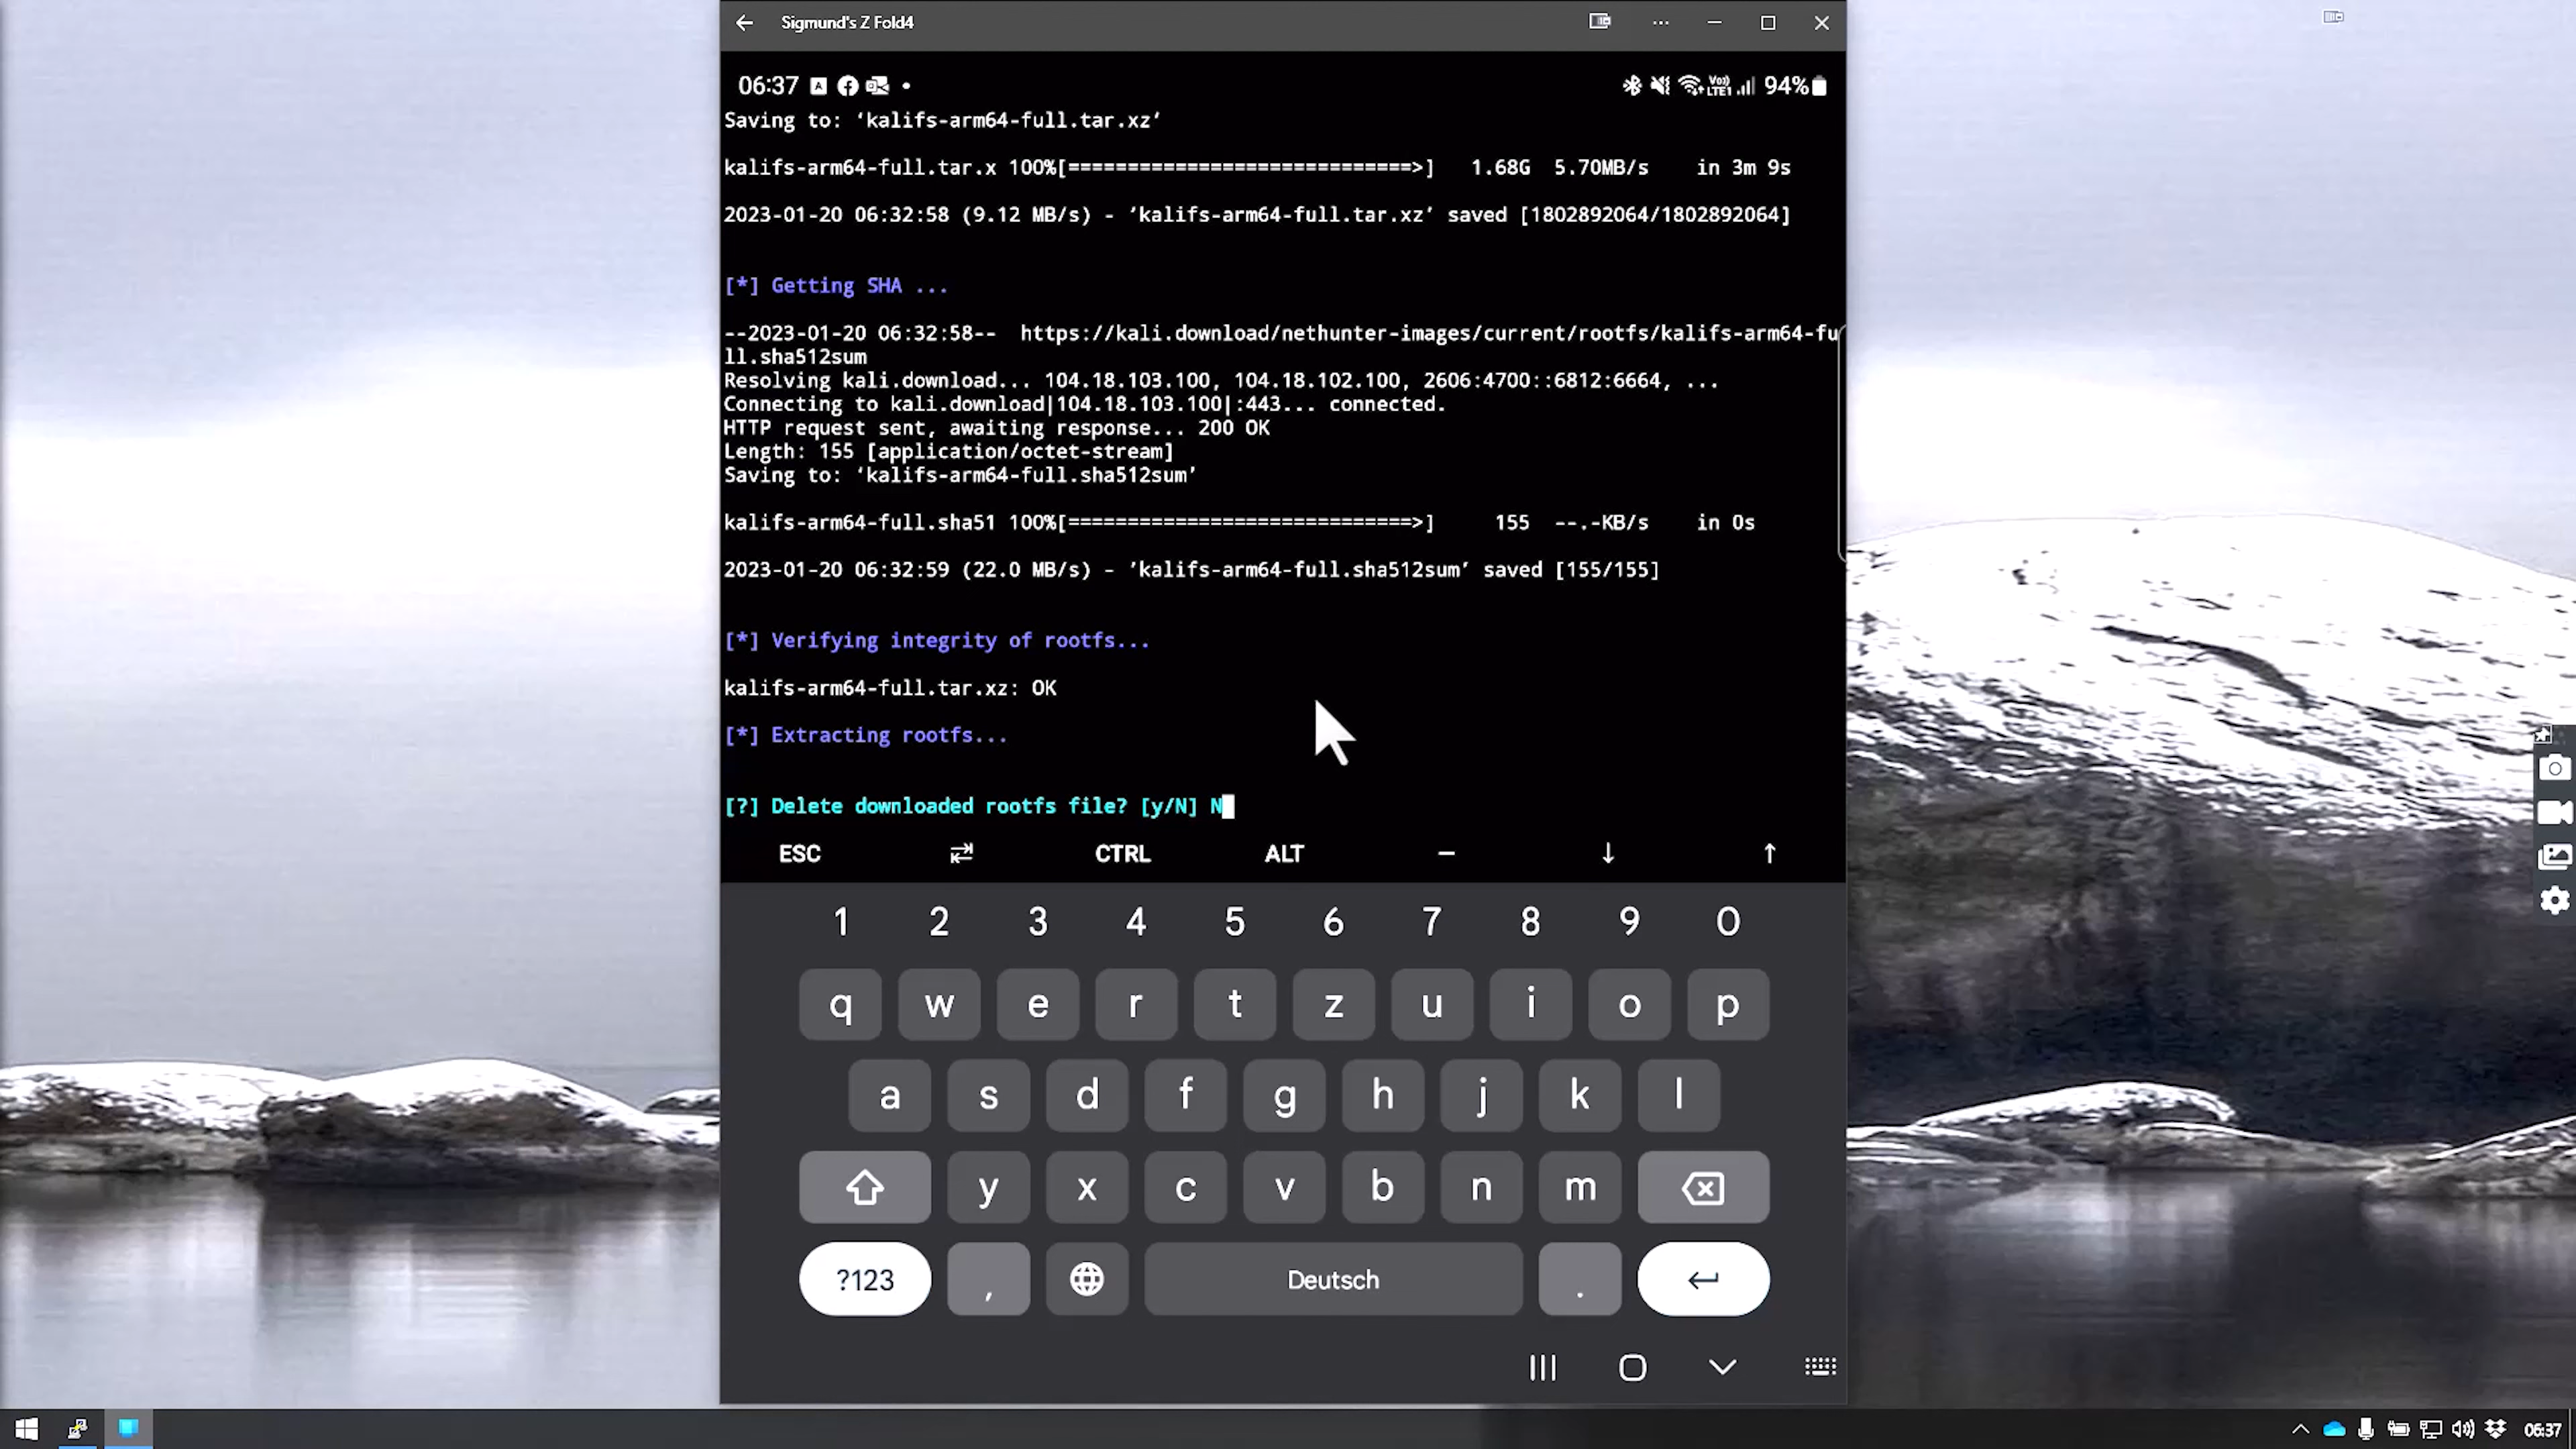 Sigmund's Z Fold4
06:37
Vo)) LTE1 94%
Saving to: ‘kalifs-arm64-full.tar.xz’
kalifs-arm64-full.tar.x 100%[=============================>] 1.68G 5.70MB/s in 3m 9s
2023-01-20 06:32:58 (9.12 MB/s) - ‘kalifs-arm64-full.tar.xz’ saved [1802892064/1802892064]
[*] Getting SHA ...
--2023-01-20 06:32:58-- https://kali.download/nethunter-images/current/rootfs/kalifs-arm64-fu
ll.sha512sum
Resolving kali.download... 104.18.103.100, 104.18.102.100, 2606:4700::6812:6664, ...
Connecting to kali.download|104.18.103.100|:443... connected.
HTTP request sent, awaiting response... 200 OK
Length: 155 [application/octet-stream]
Saving to: ‘kalifs-arm64-full.sha512sum’
kalifs-arm64-full.sha51 100%[=============================>] 155 --.-KB/s in 0s
2023-01-20 06:32:59 (22.0 MB/s) - ‘kalifs-arm64-full.sha512sum’ saved [155/155]
[*] Verifying integrity of rootfs...
kalifs-arm64-full.tar.xz: OK
[*] Extracting rootfs...
[?] Delete downloaded rootfs file? [y/N] N
ESC CTRL ALT – ↓ ↑
1 2 3 4 5 6 7 8 9 0
q w e r t z u i o p
a s d f g h j k l
y x c v b n m
?123 , Deutsch .
06:37